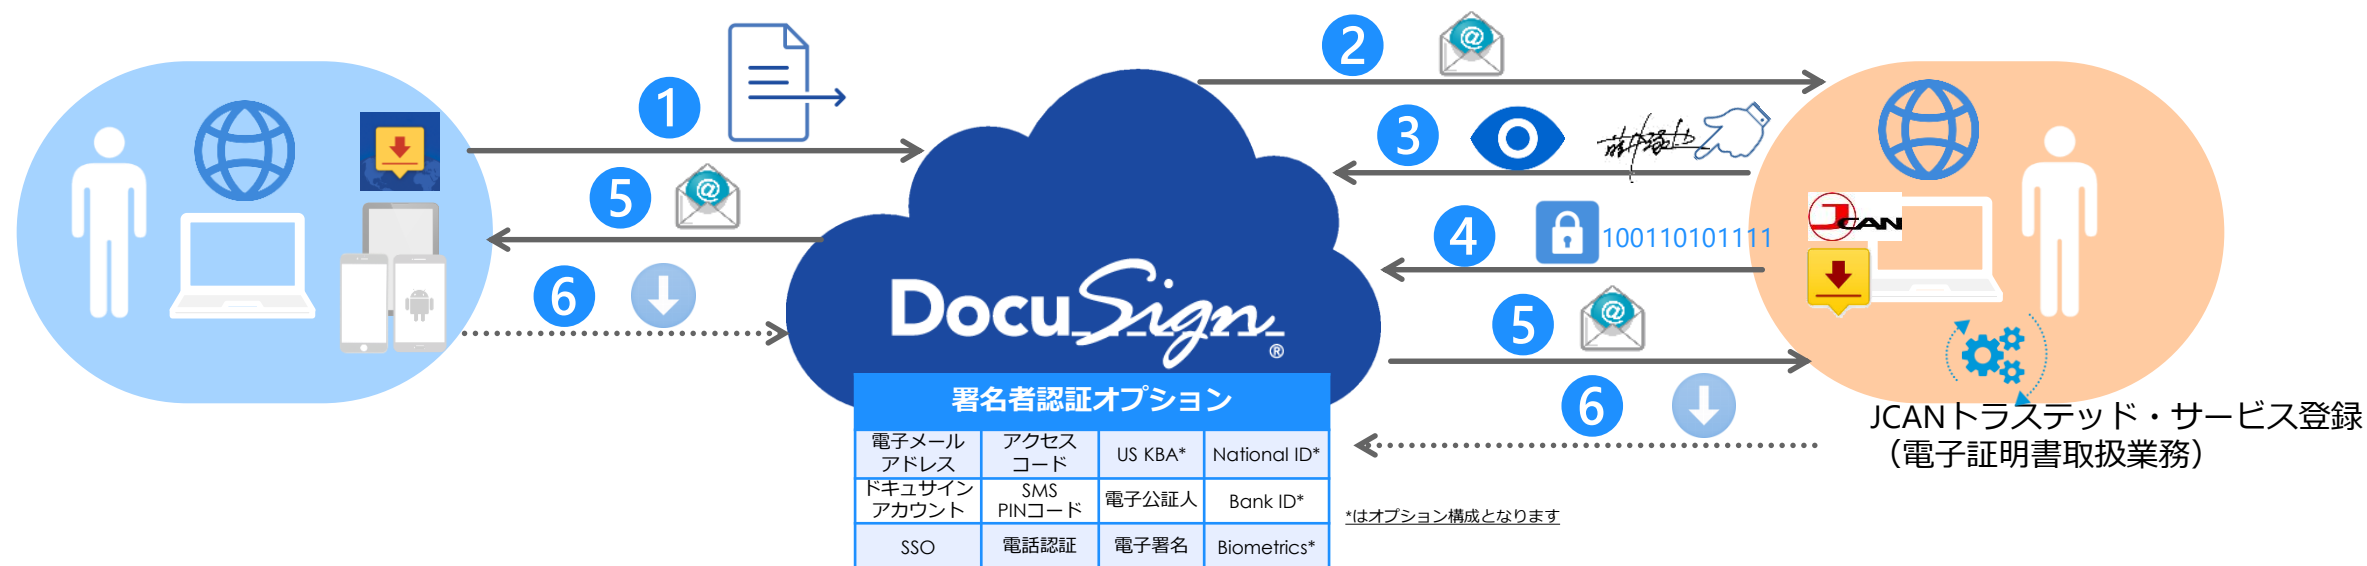 1
2
3
4
100110101111
5
5
6
6
JCAN
DocuSign®
署名者認証オプション
電子メール
アドレス
アクセス
コード
US KBA*
National ID*
ドキュサイン
アカウント
SMS
PINコード
電子公証人
Bank ID*
SSO
電話認証
電子署名
Biometrics*
*はオプション構成となります
JCANトラステッド・サービス登録
（電子証明書取扱業務）